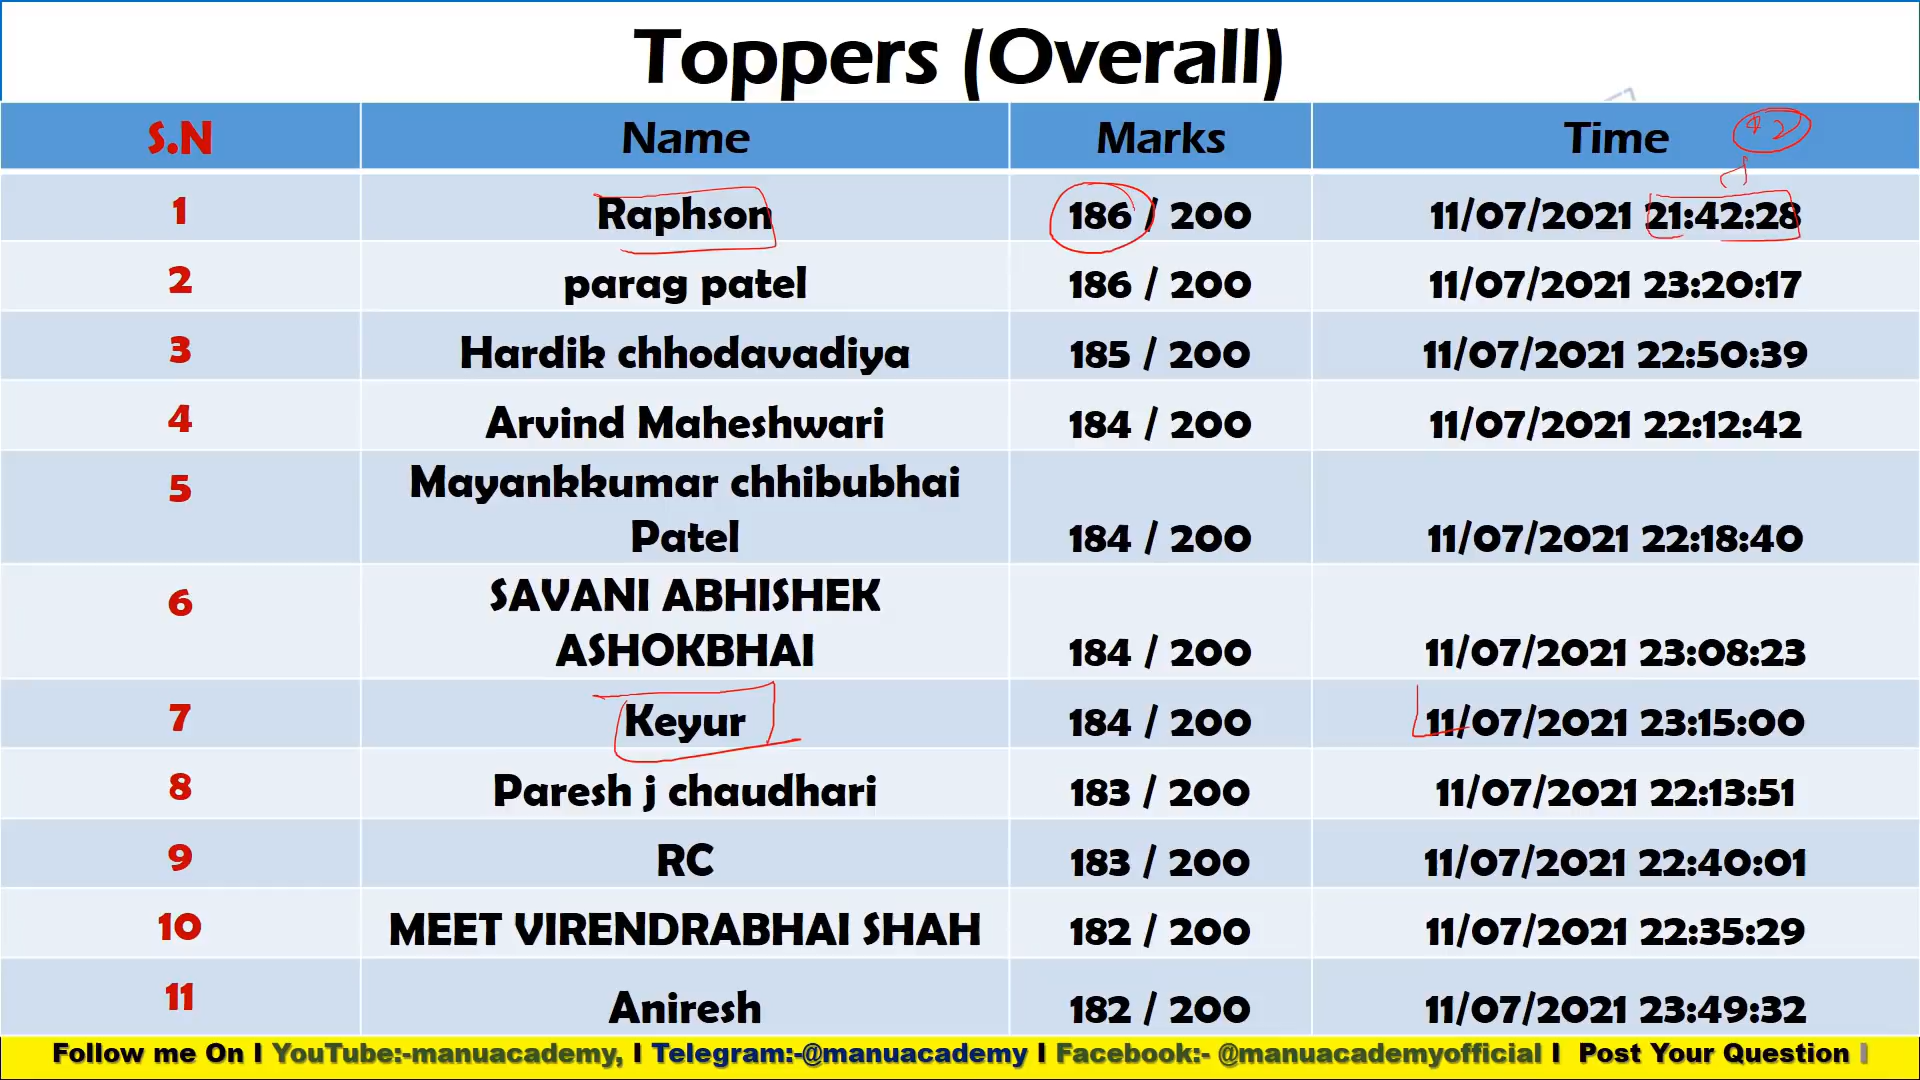 Toppers (Overall)
S.N Name Marks Time 42
1 Raphson 186 / 200 11/07/2021 21:42:28
2 parag patel 186 / 200 11/07/2021 23:20:17
3 Hardik chhodavadiya 185 / 200 11/07/2021 22:50:39
4 Arvind Maheshwari 184 / 200 11/07/2021 22:12:42
5 Mayankkumar chhibubhai
Patel 184 / 200 11/07/2021 22:18:40
6 SAVANI ABHISHEK
ASHOKBHAI 184 / 200 11/07/2021 23:08:23
7 Keyur 184 / 200 11/07/2021 23:15:00
8 Paresh j chaudhari 183 / 200 11/07/2021 22:13:51
9 RC 183 / 200 11/07/2021 22:40:01
10 MEET VIRENDRABHAI SHAH 182 / 200 11/07/2021 22:35:29
11 Aniresh 182 / 200 11/07/2021 23:49:32
Follow me On I YouTube:-manuacademy, I Telegram:-@manuacademy I Facebook:- @manuacademyofficial I Post Your Question I